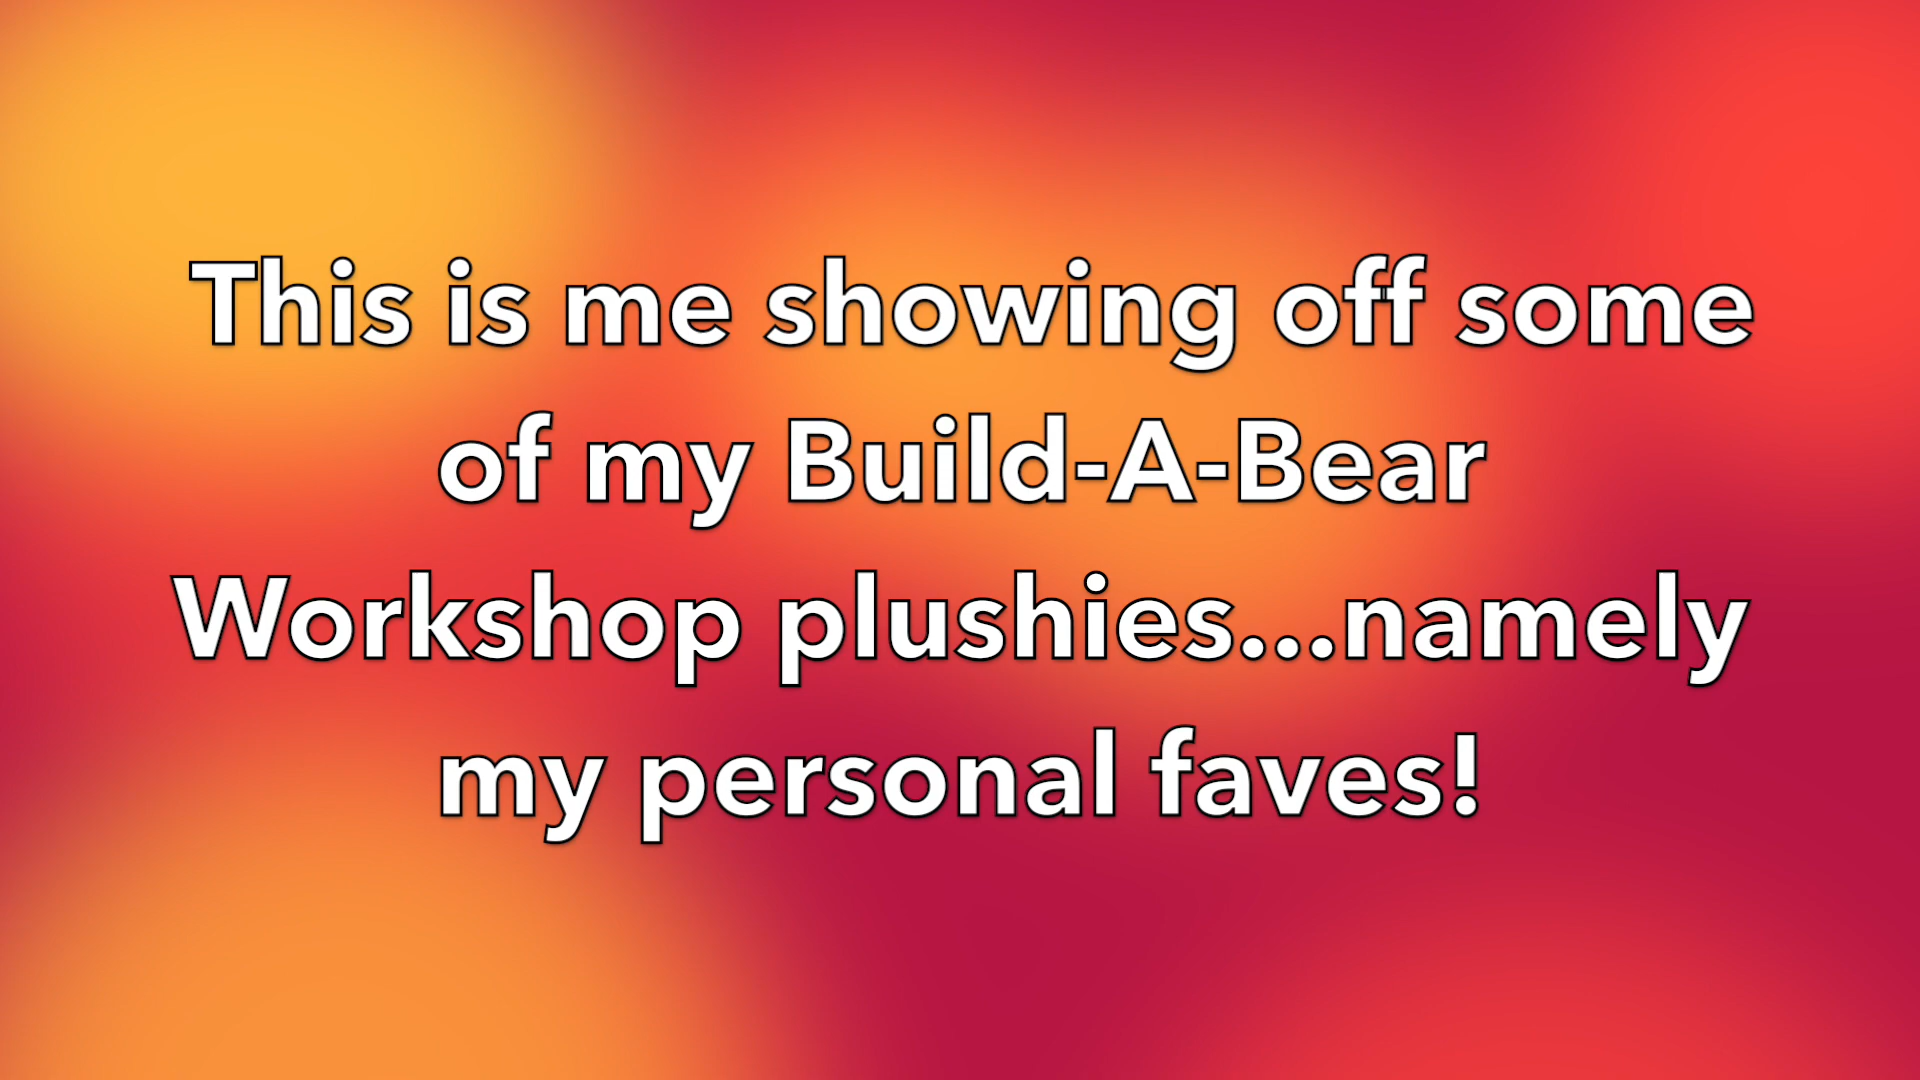 This is me showing off some
of my Build-A-Bear
Workshop plushies...namely
my personal faves!